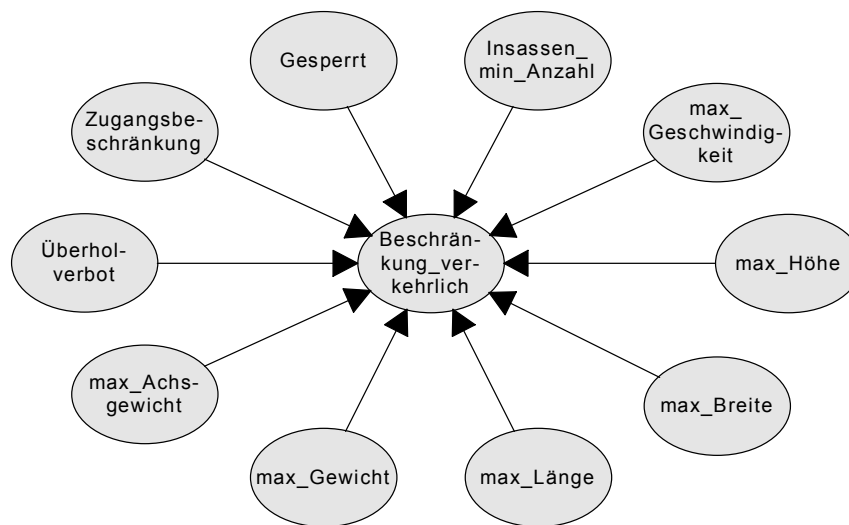 Gesperrt
Insassen_
min_Anzahl
Zugangsbe-
schränkung
max_
Geschwindig-
keit
Überhol-
verbot
Beschrän-
kung_ver-
kehrlich
max_Höhe
max_Achs-
gewicht
max_Breite
max_Gewicht
max_Länge